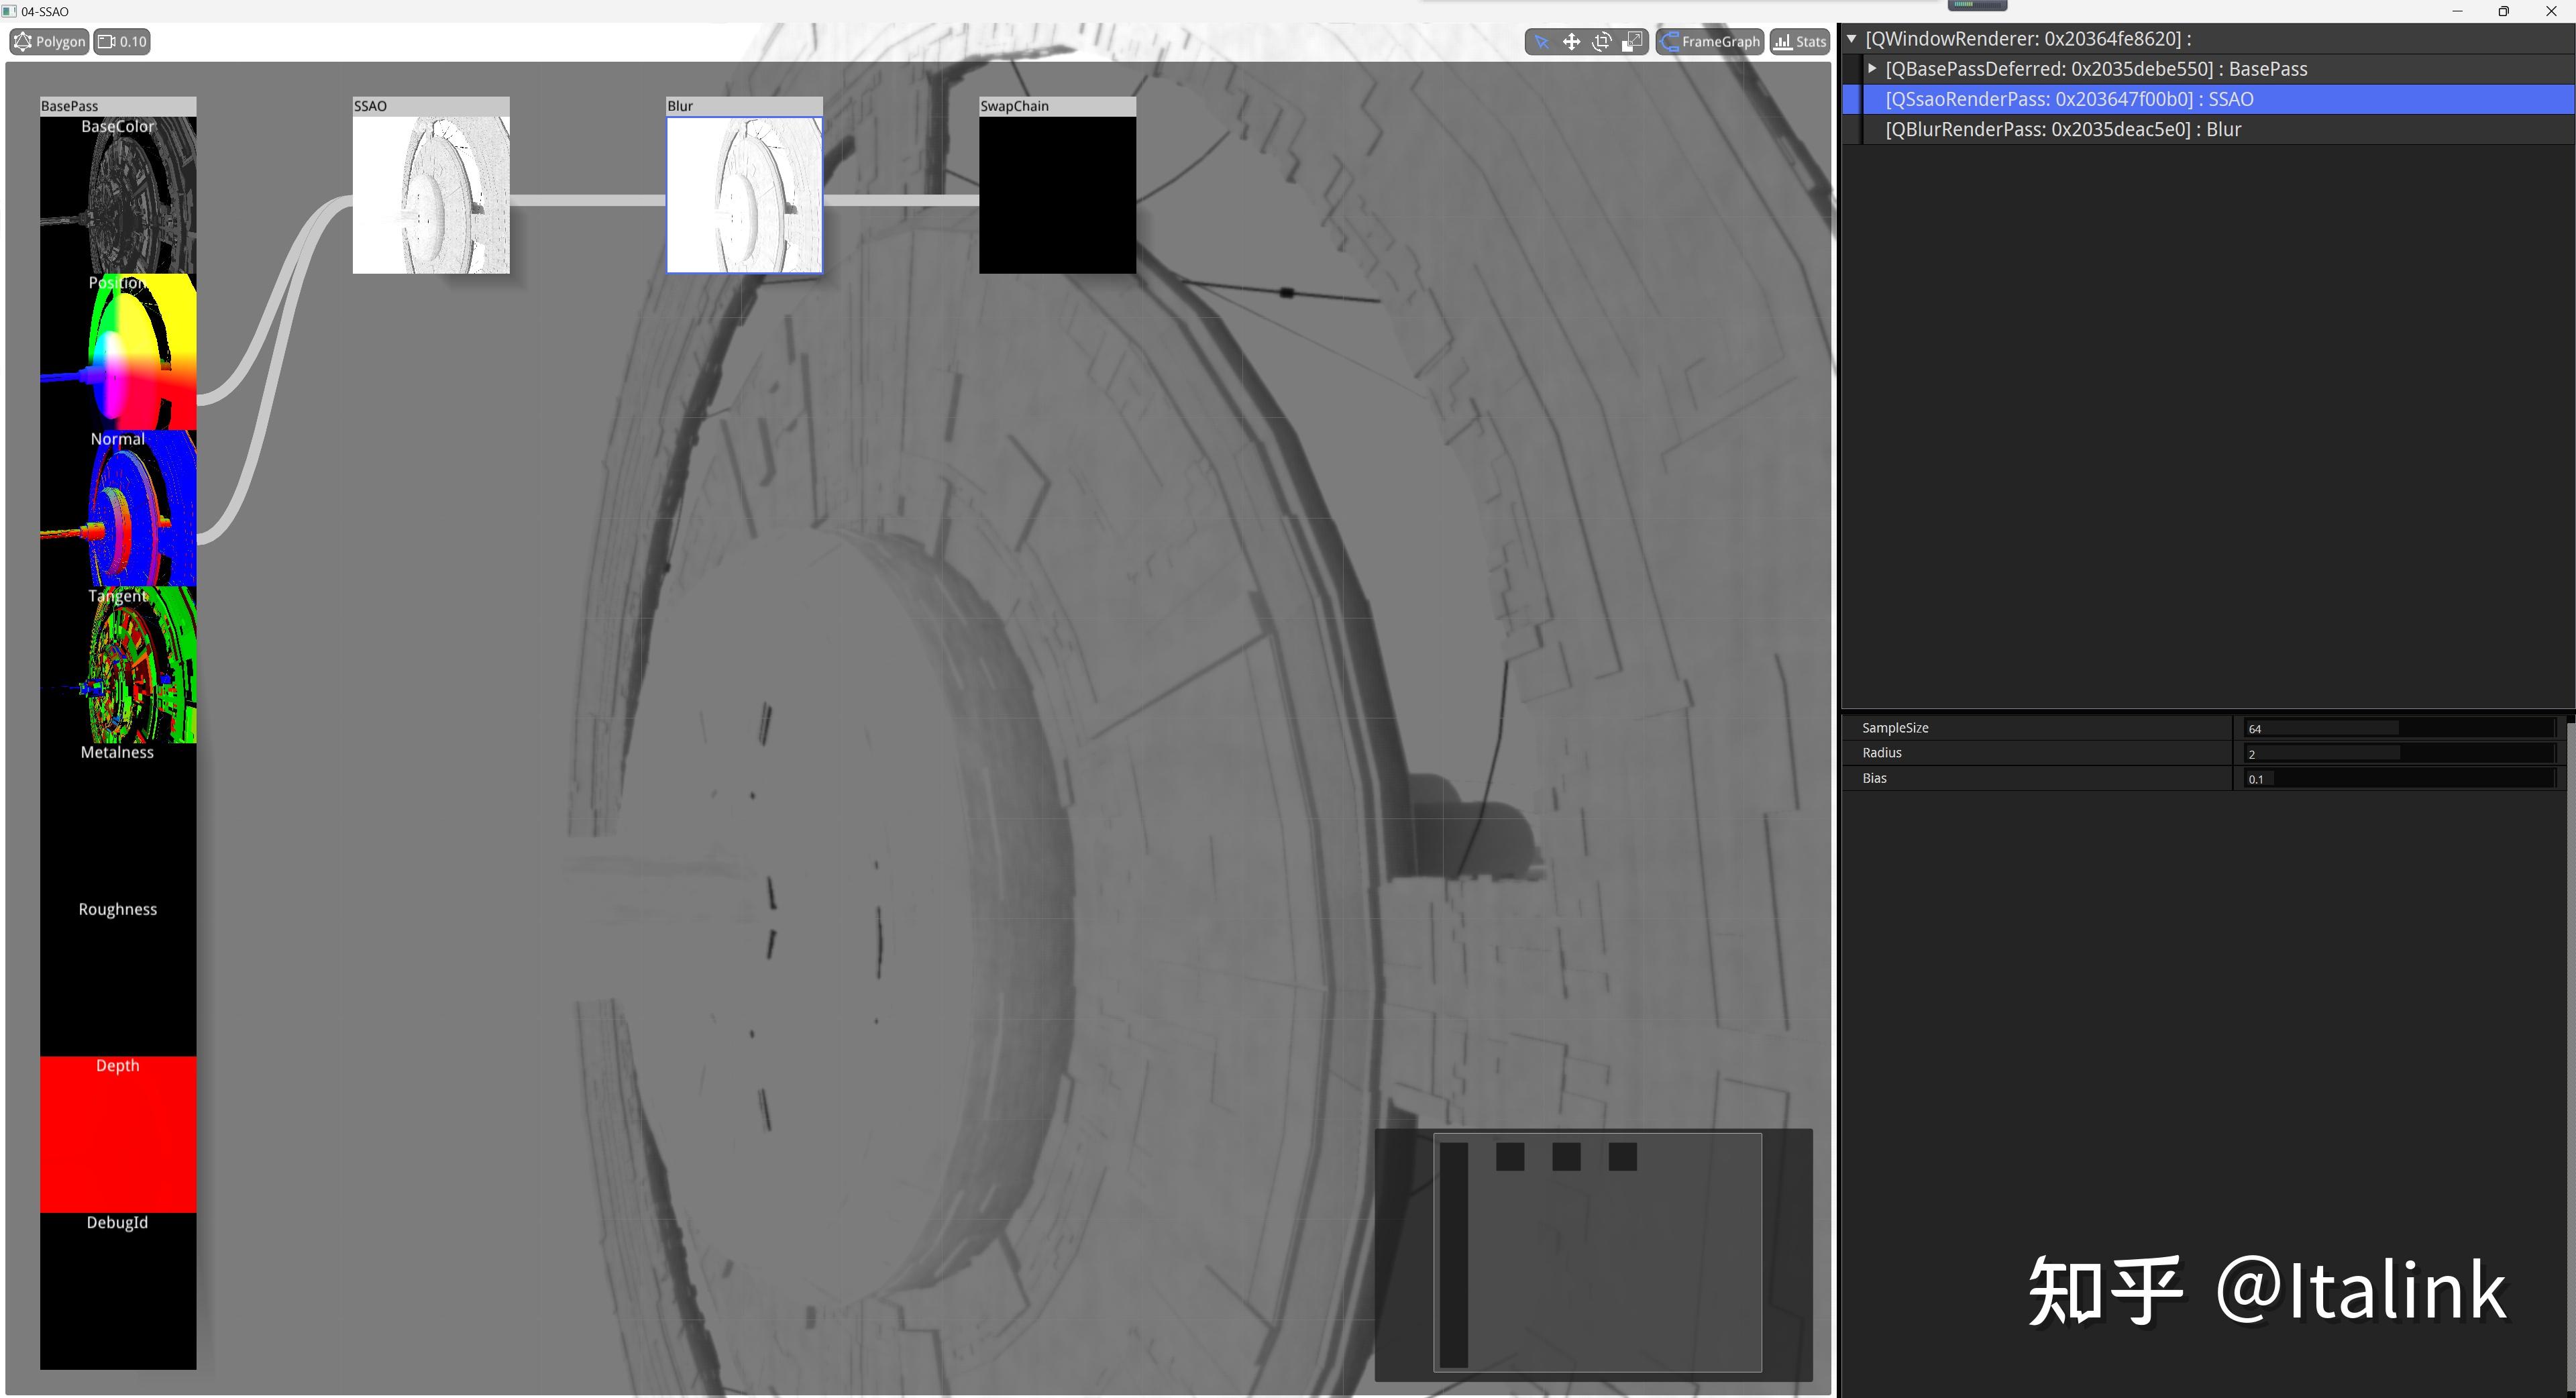 04-SSAO
Polygon
0.10
FrameGraph
Stats
BasePass
BaseColor
Position
Normal
Tangent
Metalness
Roughness
Depth
DebugId
SSAO
Blur
SwapChain
[QWindowRenderer: 0x20364fe8620] :
[QBasePassDeferred: 0x2035debe550] : BasePass
[QSsaoRenderPass: 0x203647f00b0] : SSAO
[QBlurRenderPass: 0x2035deac5e0] : Blur
SampleSize 64
Radius 2
Bias 0.1
知乎 @Italink